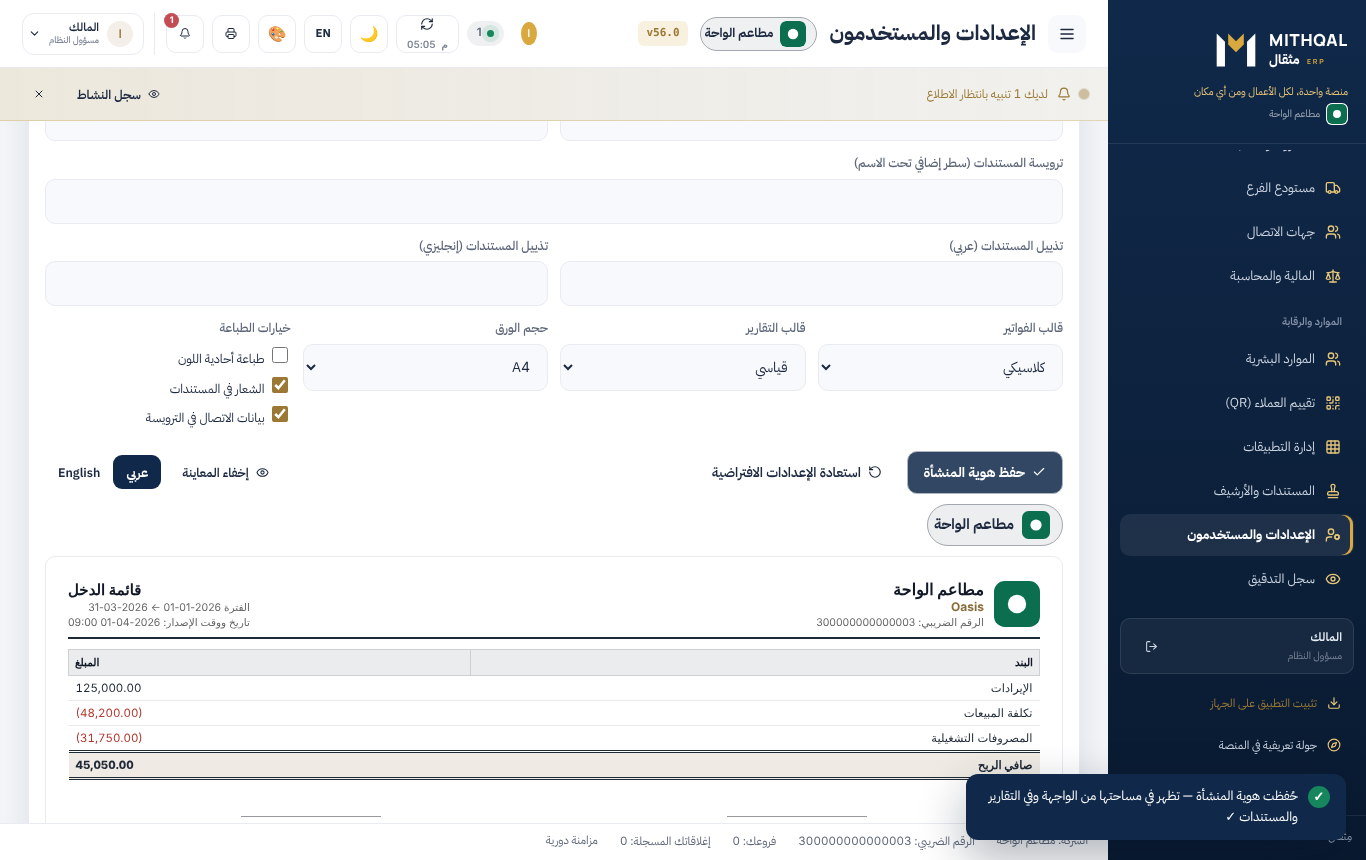 MITHQAL
مثقال ERP
منصة واحدة، لكل الأعمال ومن أي مكان
مطاعم الواحة
مستودع الفرع
جهات الاتصال
المالية والمحاسبة
الموارد والرقابة
الموارد البشرية
تقييم العملاء (QR)
إدارة التطبيقات
المستندات والأرشيف
الإعدادات والمستخدمون
سجل التدقيق
المالك
مسؤول النظام
تثبيت التطبيق على الجهاز
جولة تعريفية في المنصة
الإعدادات والمستخدمون
مطاعم الواحة
v56.0
1
05:05 م
EN
1
المالك
مسؤول النظام
لديك 1 تنبيه بانتظار الاطلاع
سجل النشاط
ترويسة المستندات (سطر إضافي تحت الاسم)
تذييل المستندات (عربي)
تذييل المستندات (إنجليزي)
قالب الفواتير
قالب التقارير
حجم الورق
خيارات الطباعة
كلاسيكي
قياسي
A4
طباعة أحادية اللون
الشعار في المستندات
بيانات الاتصال في الترويسة
حفظ هوية المنشأة
استعادة الإعدادات الافتراضية
إخفاء المعاينة
عربي
English
مطاعم الواحة
مطاعم الواحة
Oasis
الرقم الضريبي: 300000000000003
قائمة الدخل
الفترة 2026-01-01 ← 2026-03-31
تاريخ ووقت الإصدار: 2026-04-01 09:00
البند المبلغ
الإيرادات 125,000.00
تكلفة المبيعات (48,200.00)
المصروفات التشغيلية (31,750.00)
صافي الربح 45,050.00
حُفظت هوية المنشأة — تظهر في مساحتها من الواجهة وفي التقارير
والمستندات ✓
الشركة: مطاعم الواحة
الرقم الضريبي: 300000000000003
فروعك: 0
إغلاقاتك المسجلة: 0
مزامنة دورية